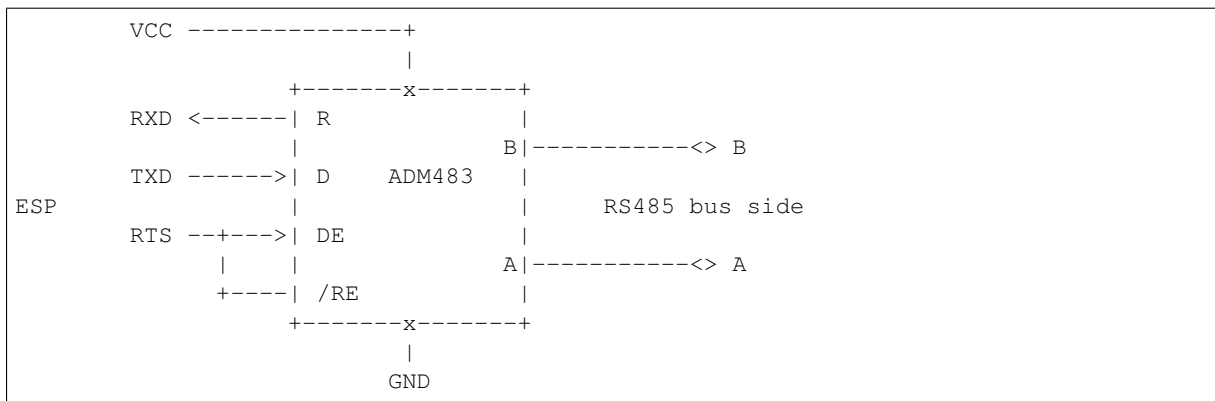 VCC ---------------+
|
+-------x-------+
RXD <------| R |
| B|-----------<> B
TXD ------>| D ADM483 |
ESP | | RS485 bus side
RTS --+--->| DE |
| | A|-----------<> A
+----| /RE |
+-------x-------+
|
GND